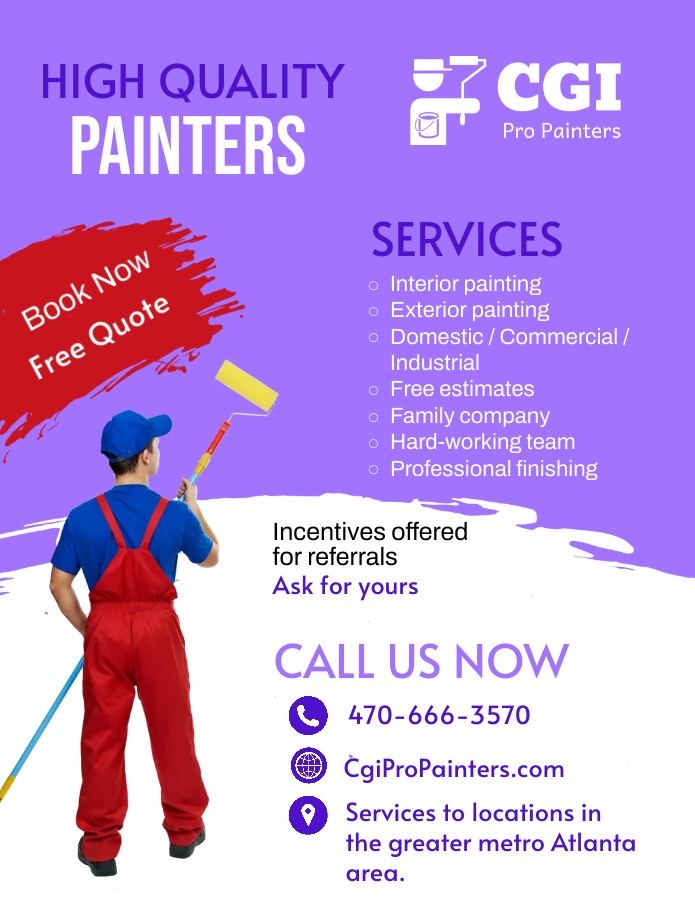 HIGH QUALITY
PAINTERS
CGI
Pro Painters
Book Now
Free Quote
SERVICES
Interior painting
Exterior painting
Domestic / Commercial /
Industrial
Free estimates
Family company
Hard-working team
Professional finishing
Incentives offered
for referrals
Ask for yours
CALL US NOW
470-666-3570
CgiProPainters.com
Services to locations in
the greater metro Atlanta
area.